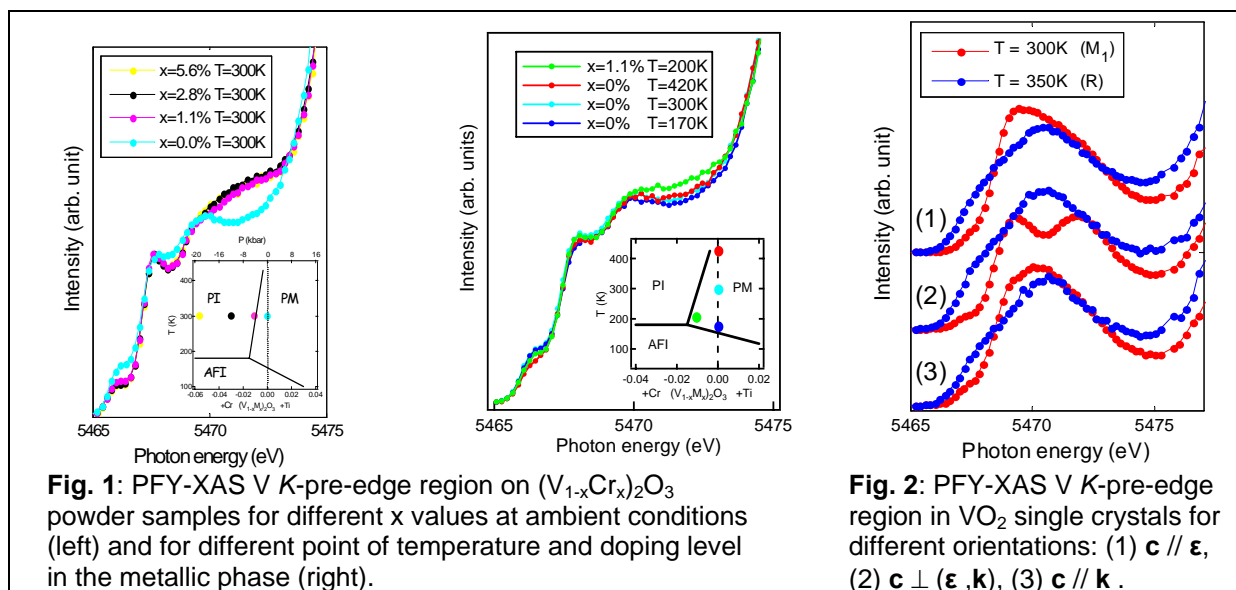 x=5.6% T=300K
x=2.8% T=300K
x=1.1% T=300K
x=0.0% T=300K
Intensity (arb. units)
P (kbar)
-20 -12 -8 -4 0 4 8 12 16
PI PM
AFI
T (K)
400
300
200
100
-0.06 -0.04 -0.02 0.00 0.02 0.04
+Cr (V1-xMx)2O3 +Ti
5465 5470 5475
Photon energy (eV)
x=1.1% T=200K
x=0% T=420K
x=0% T=300K
x=0% T=170K
Intensity (arb. units)
PI PM
AFI
T (K)
400
300
200
100
-0.04 -0.02 0.00 0.02
+Cr (V1-xMx)2O3 +Ti
5465 5470 5475
Photon energy (eV)
T = 300K (M1)
T = 350K (R)
Intensity (arb. unit)
(1)
(2)
(3)
5465 5470 5475
Photon energy (eV)
Fig. 1: PFY-XAS V K-pre-edge region on (V1-xCrx)2O3
powder samples for different x values at ambient conditions
(left) and for different point of temperature and doping level
in the metallic phase (right).
Fig. 2: PFY-XAS V K-pre-edge
region in VO2 single crystals for
different orientations: (1) c // ε,
(2) c ⊥ (ε ,k), (3) c // k .